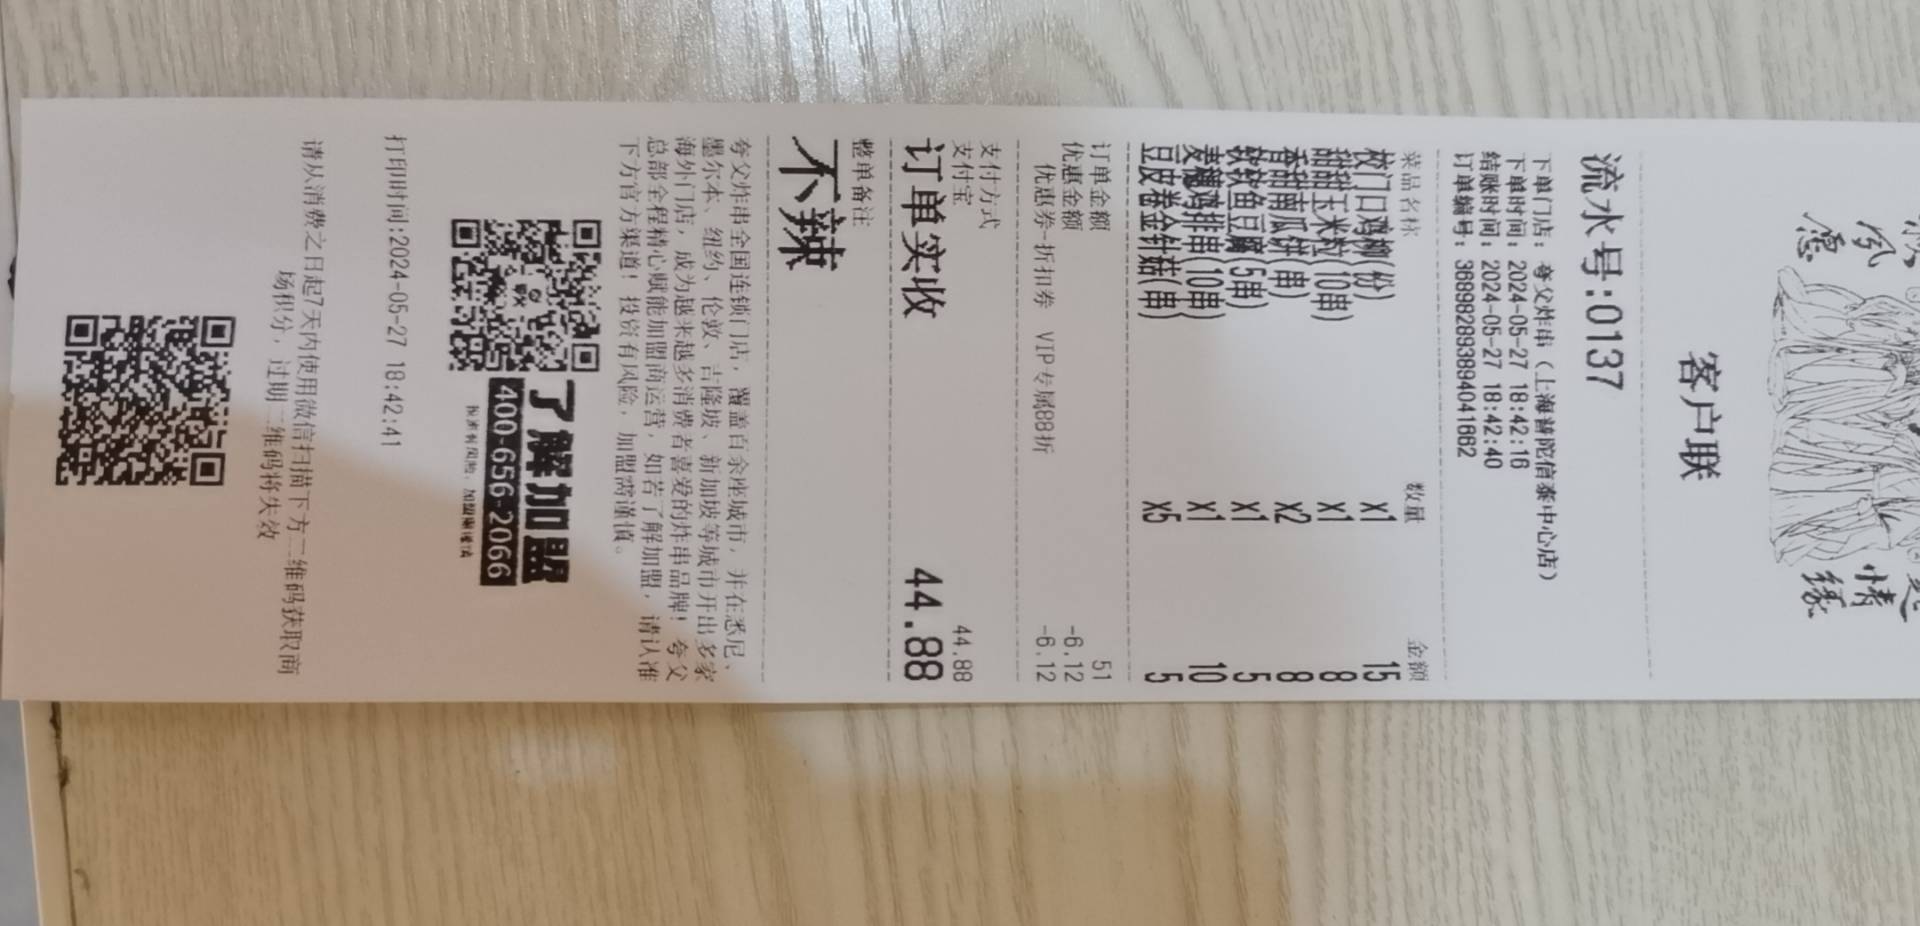 客户联
流水号:0137
下单门店: 夸父炸串(上海普陀信泰中心店)
下单时间: 2024-05-27 18:42:16
结账时间: 2024-05-27 18:42:40
订单编号: 368982893894041662
菜品名称 数量 金额
校门口鸡柳(份) x1 15
甜甜玉米粒(10串) x1 8
香甜南瓜饼(串) x2 8
软软鱼豆腐(5串) x1 5
麦穗鸡排串(10串) x1 10
豆皮卷金针菇(串) x5 5
订单金额 51
优惠金额 -6.12
优惠券-折扣券 VIP专属88折 -6.12
支付方式
支付宝 44.88
订单实收 44.88
整单备注
不辣
夸父炸串全国连锁门店，覆盖百余座城市，并在悉尼、
墨尔本、纽约、伦敦、吉隆坡、新加坡等城市开出多家
海外门店，成为越来越多消费者喜爱的炸串品牌！夸父
总部全程精心赋能加盟商运营，如若了解加盟，请认准
下方官方渠道！投资有风险，加盟需谨慎。
了解加盟
400-656-2066
投资有风险，加盟需谨慎
打印时间:2024-05-27 18:42:41
请从消费之日起7天内使用微信扫描下方二维码获取商
场积分，过期二维码将失效